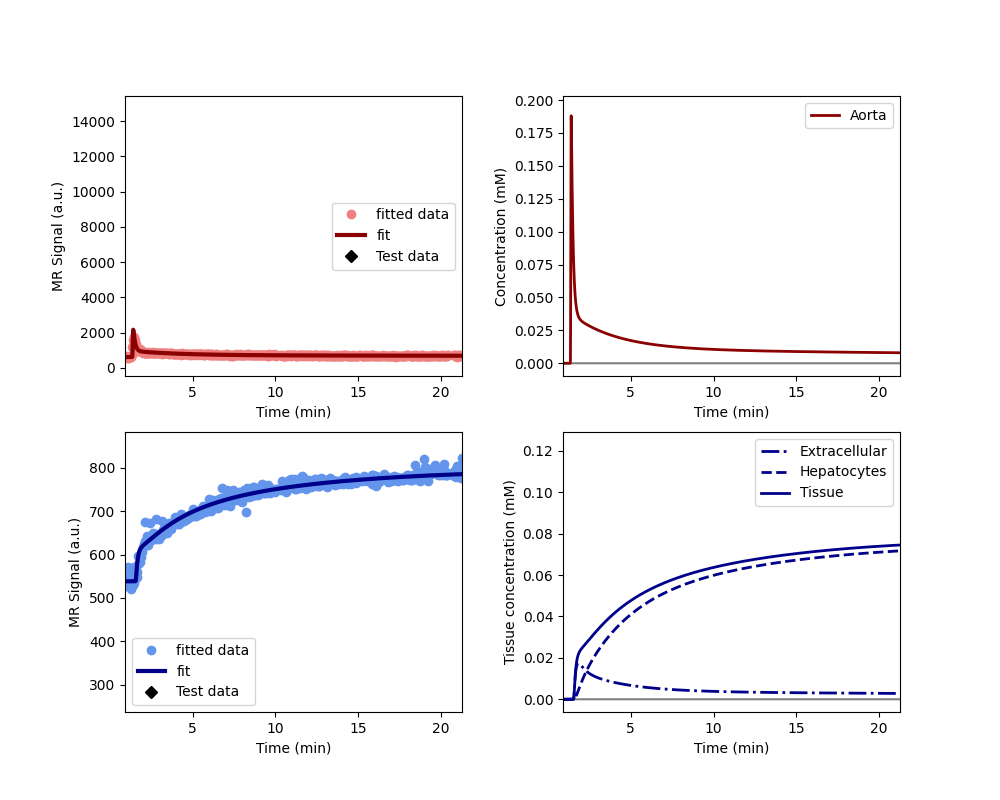 MR Signal (a.u.)
14000
12000
10000
8000
6000
4000
2000
0
fitted data
fit
Test data
5
10
15
20
Time (min)
Concentration (mM)
0.200
0.175
0.150
0.125
0.100
0.075
0.050
0.025
0.000
Aorta
5
10
15
20
Time (min)
MR Signal (a.u.)
800
700
600
500
400
300
fitted data
fit
Test data
5
10
15
20
Time (min)
Tissue concentration (mM)
0.12
0.10
0.08
0.06
0.04
0.02
0.00
Extracellular
Hepatocytes
Tissue
5
10
15
20
Time (min)